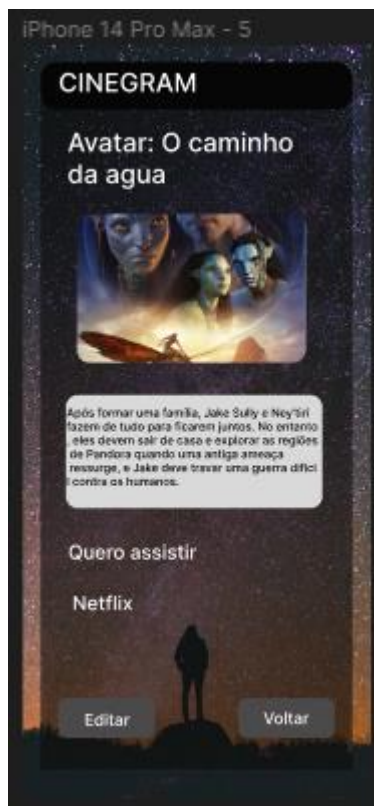 iPhone 14 Pro Max - 5
CINEGRAM
Avatar: O caminho
da agua
Após formar uma família, Jake Sully e Ney'tiri
fazem de tudo para ficarem juntos. No entanto
, eles devem sair de casa e explorar as regiões
de Pandora quando uma antiga ameaça
ressurge, e Jake deve travar uma guerra difíci
l contra os humanos.
Quero assistir
Netflix
Editar
Voltar